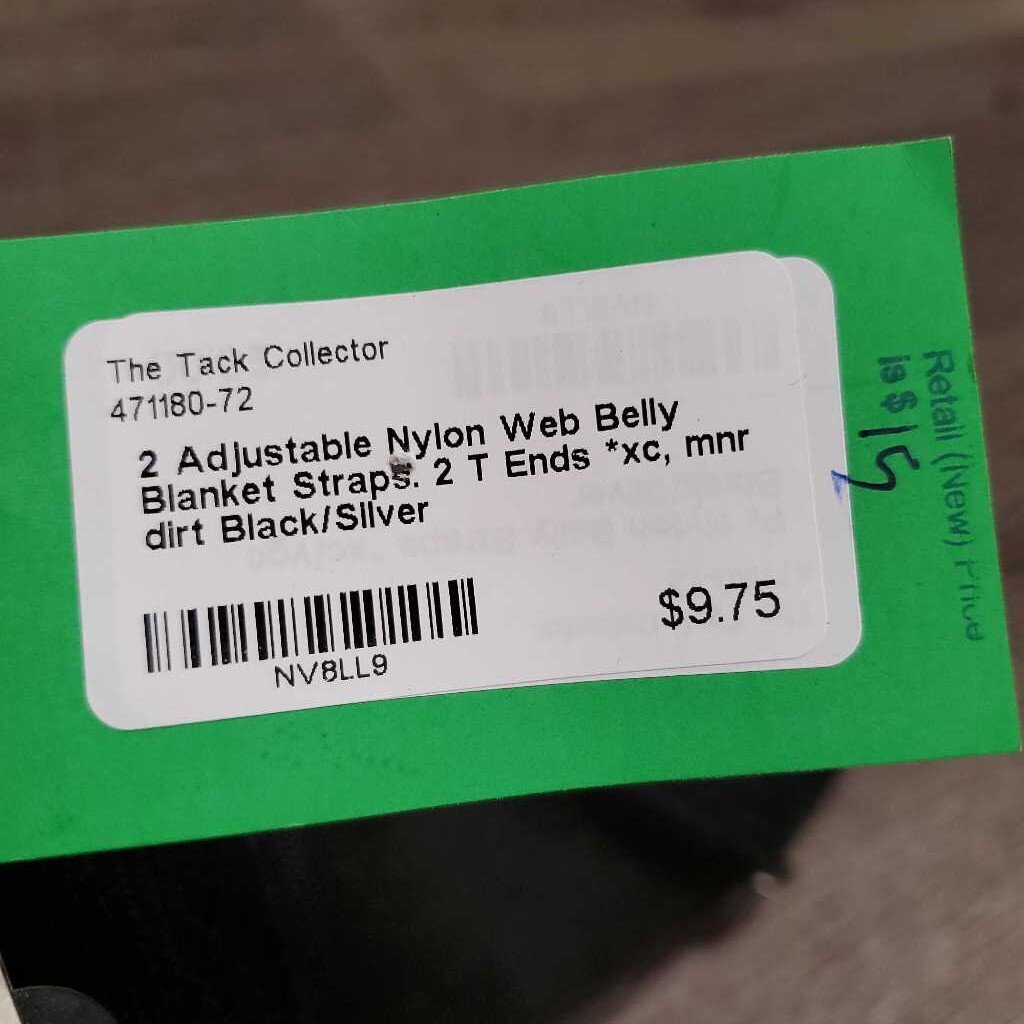 The Tack Collector
471180-72
2 Adjustable Nylon Web Belly
Blanket Straps. 2 T Ends *xc, mnr
dirt Black/Silver
NV8LL9
$9.75
Retail (New) Price
is $15